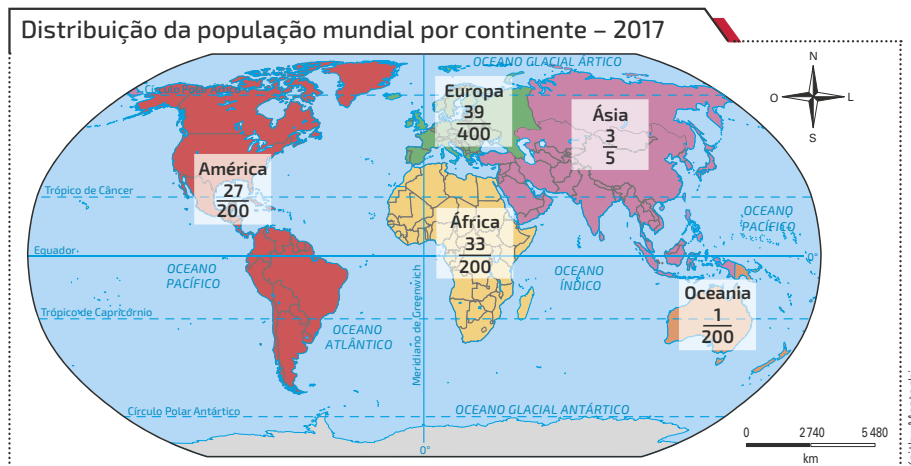 Distribuição da população mundial por continente – 2017
OCEANO GLACIAL ÁRTICO
N
O
L
S
Círculo Polar Ártico
Europa
39
400
Ásia
3
5
América
27
200
Trópico de Câncer
África
33
200
OCEANO
PACÍFICO
Equador
0°
OCEANO
PACÍFICO
OCEANO
ÍNDICO
Oceania
1
200
Trópico de Capricórnio
OCEANO
ATLÂNTICO
Meridiano de Greenwich
Círculo Polar Antártico
OCEANO GLACIAL ANTÁRTICO
0°
0 2740 5 480
km